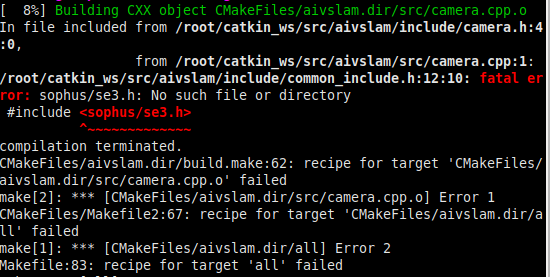 [  8%] Building CXX object CMakeFiles/aivslam.dir/src/camera.cpp.o
In file included from /root/catkin_ws/src/aivslam/include/camera.h:4
:0,
                 from /root/catkin_ws/src/aivslam/src/camera.cpp:1:
/root/catkin_ws/src/aivslam/include/common_include.h:12:10: fatal er
ror: sophus/se3.h: No such file or directory
 #include <sophus/se3.h>
          ^~~~~~~~~~~~~~
compilation terminated.
CMakeFiles/aivslam.dir/build.make:62: recipe for target 'CMakeFiles/
aivslam.dir/src/camera.cpp.o' failed
make[2]: *** [CMakeFiles/aivslam.dir/src/camera.cpp.o] Error 1
CMakeFiles/Makefile2:67: recipe for target 'CMakeFiles/aivslam.dir/a
ll' failed
make[1]: *** [CMakeFiles/aivslam.dir/all] Error 2
Makefile:83: recipe for target 'all' failed